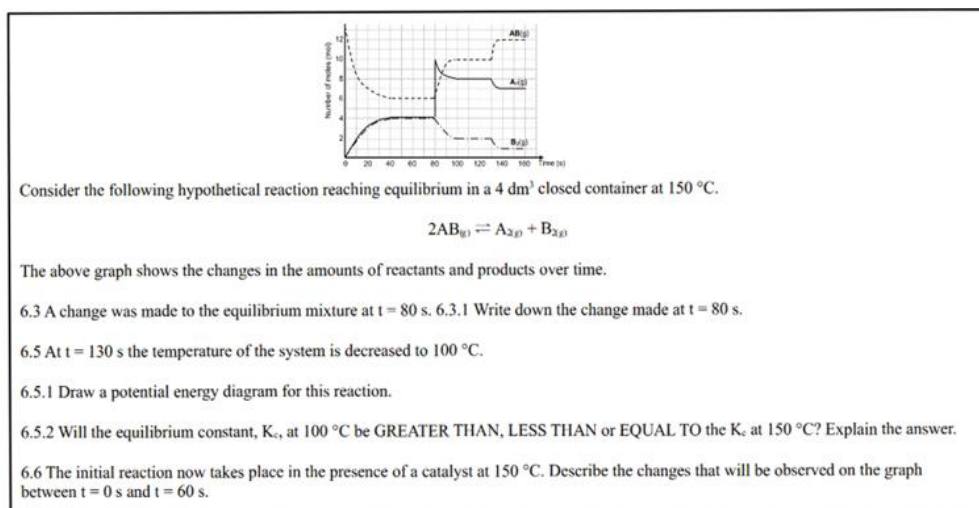 AB(g)
12
10
8
6
4
2
Number of moles (mol)
A₂(g)
B₂(g)
0 20 40 60 80 100 120 140 160 Time (s)
Consider the following hypothetical reaction reaching equilibrium in a 4 dm³ closed container at 150 °C.
2AB(g) ⇌ A2(g) + B2(g)
The above graph shows the changes in the amounts of reactants and products over time.
6.3 A change was made to the equilibrium mixture at t = 80 s. 6.3.1 Write down the change made at t = 80 s.
6.5 At t = 130 s the temperature of the system is decreased to 100 °C.
6.5.1 Draw a potential energy diagram for this reaction.
6.5.2 Will the equilibrium constant, Kc, at 100 °C be GREATER THAN, LESS THAN or EQUAL TO the Kc at 150 °C? Explain the answer.
6.6 The initial reaction now takes place in the presence of a catalyst at 150 °C. Describe the changes that will be observed on the graph
between t = 0 s and t = 60 s.